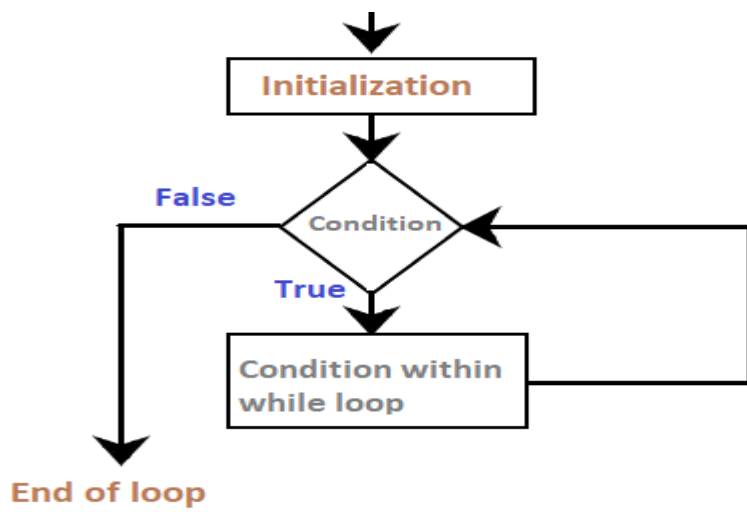 Initialization
False
Condition
True
Condition within
while loop
End of loop